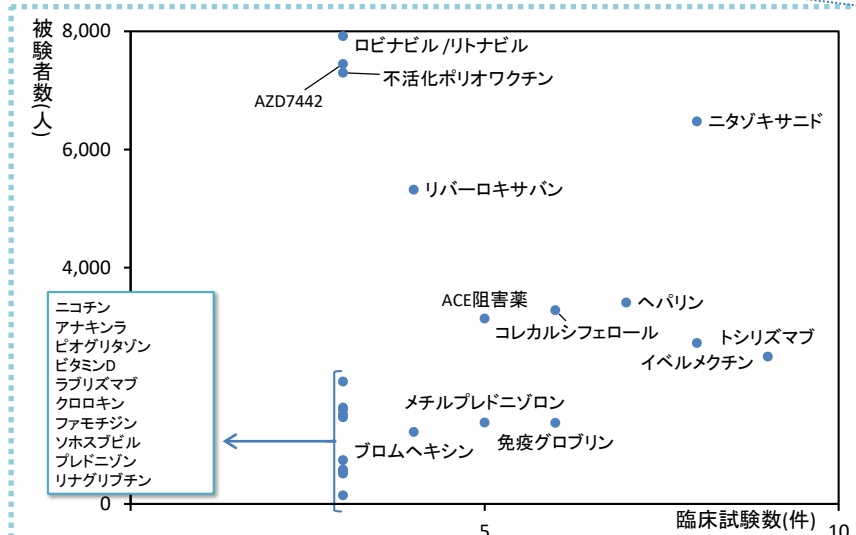 被験者数(人)
8,000
6,000
4,000
0
5
10
臨床試験数(件)
ロビナビル /リトナビル
AZD7442
不活化ポリオワクチン
ニタゾキサニド
リバーロキサバン
ACE阻害薬
コレカルシフェロール
ヘパリン
トシリズマブ
イベルメクチン
メチルプレドニゾロン
ブロムヘキシン
免疫グロブリン
ニコチン
アナキンラ
ピオグリタゾン
ビタミンD
ラブリズマブ
クロロキン
ファモチジン
ソホスブビル
プレドニゾン
リナグリプチン